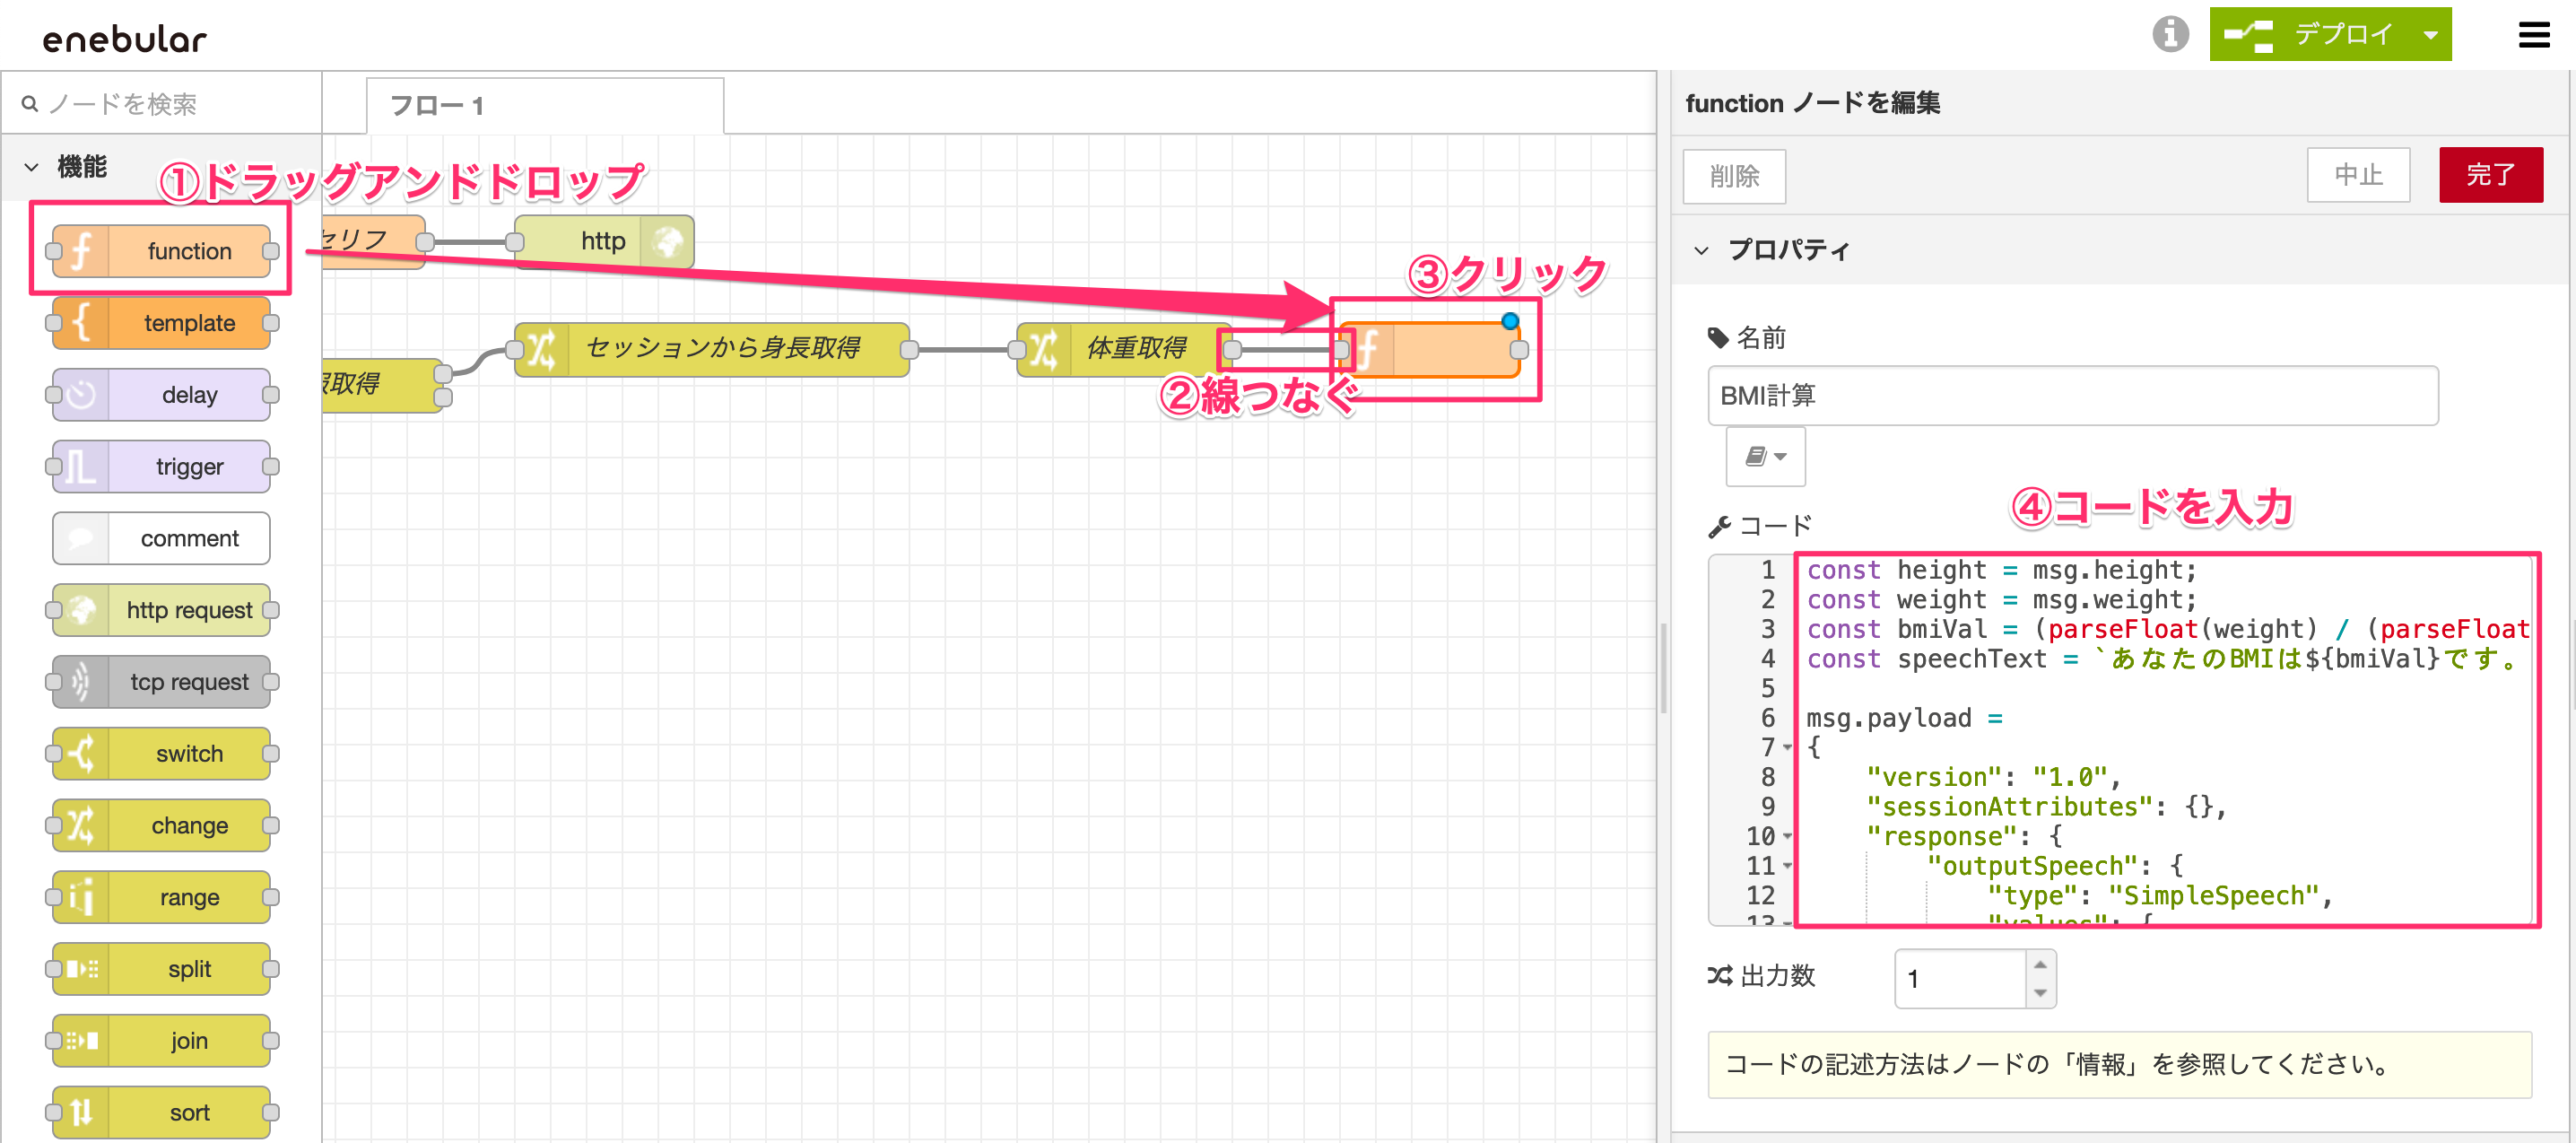 enebular
デプロイ
ノードを検索
フロー 1
機能
①ドラッグアンドドロップ
function
template
delay
trigger
comment
http request
tcp request
switch
change
range
split
join
sort
セリフ
http
③クリック
セッションから身長取得
体重取得
取得
②線つなぐ
function ノードを編集
削除
中止
完了
プロパティ
名前
BMI計算
コード
④コードを入力
1 const height = msg.height;
2 const weight = msg.weight;
3 const bmiVal = (parseFloat(weight) / (parseFloat
4 const speechText = `あなたのBMIは${bmiVal}です。
5
6 msg.payload =
7 {
8 "version": "1.0",
9 "sessionAttributes": {},
10 "response": {
11 "outputSpeech": {
12 "type": "SimpleSpeech",
13 "values": {
出力数
1
コードの記述方法はノードの「情報」を参照してください。